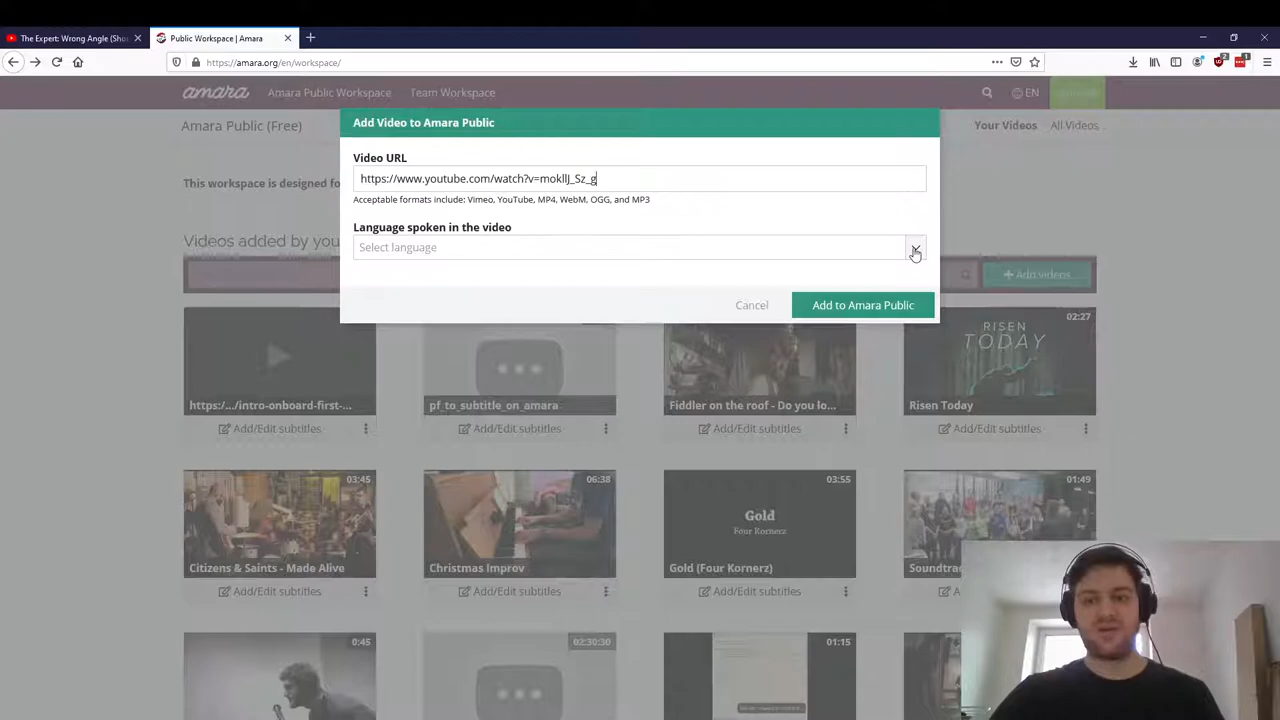 The Expert: Wrong Angle (Sho
Public Workspace | Amara
https://amara.org/en/workspace/
2
1
amara
Amara Public Workspace
Team Workspace
EN
Amara Public (Free)
Add Video to Amara Public
Your Videos
All Videos
Video URL
https://www.youtube.com/watch?v=mokllJ_Sz_g
Acceptable formats include: Vimeo, YouTube, MP4, WebM, OGG, and MP3
This workspace is designed fo
Language spoken in the video
Select language
Videos added by you
Add videos
Cancel
Add to Amara Public
RISEN
TODAY
02:27
https:/.../intro-onboard-first-...
pf_to_subtitle_on_amara
Fiddler on the roof - Do you lo...
Risen Today
Add/Edit subtitles
Add/Edit subtitles
Add/Edit subtitles
Add/Edit subtitles
03:45
06:38
03:55
01:49
Gold
Four Kornerz
Citizens & Saints - Made Alive
Christmas Improv
Gold (Four Kornerz)
Soundtrac
Add/Edit subtitles
Add/Edit subtitles
Add/Edit subtitles
0:45
02:30:30
01:15